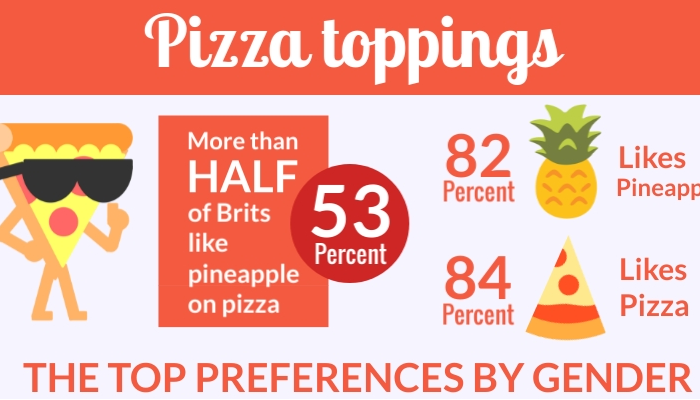 Pizza toppings
More than
HALF
of Brits
like
pineapple
on pizza
53
Percent
82
Percent
Likes
84
Percent
Likes
Pizza
THE TOP PREFERENCES BY GENDER